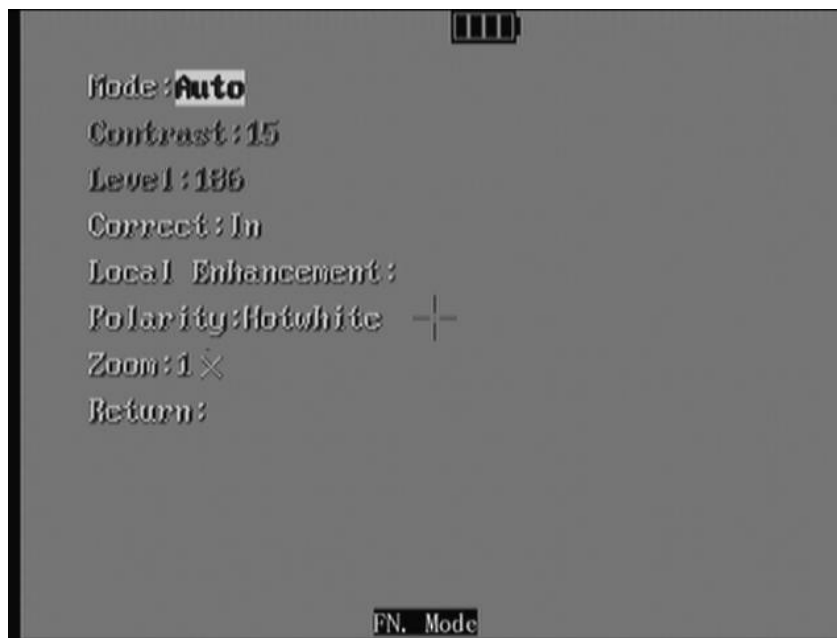 Mode:Auto
Contrast:15
Level:186
Correct:In
Local Enhancement:
Polarity:Hotwhite
Zoom:1×
Return:
FN. Mode